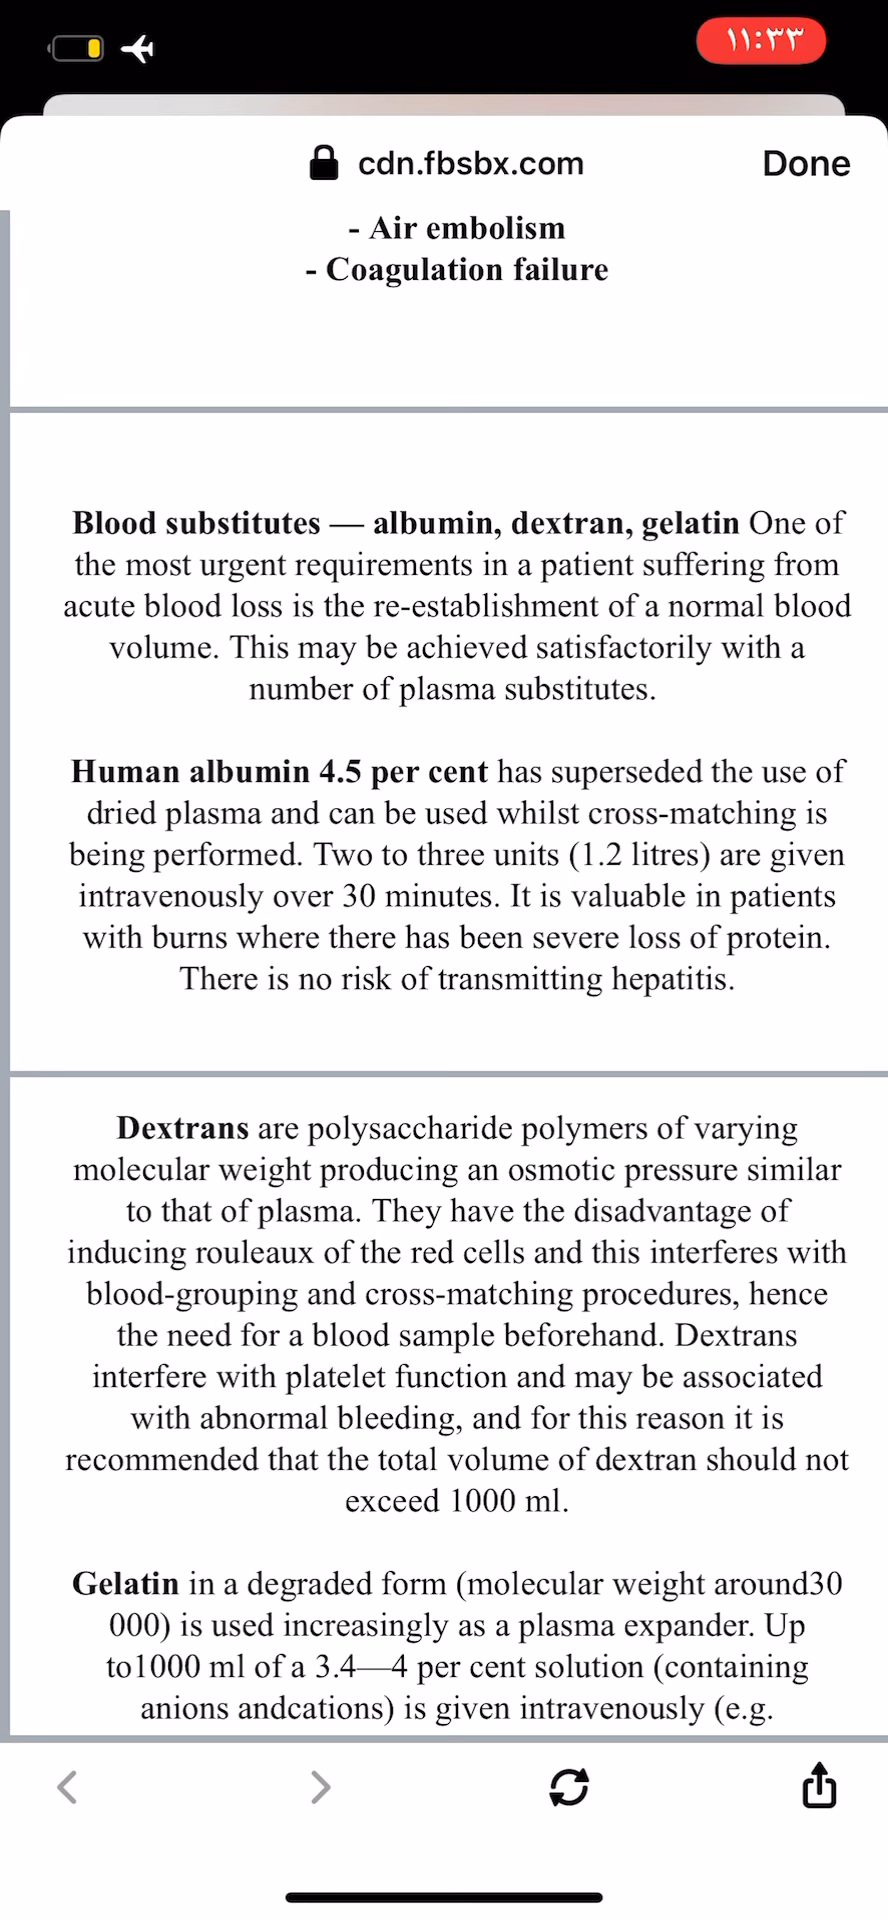 ١١:٣٣
cdn.fbsbx.com
Done
- Air embolism
- Coagulation failure
Blood substitutes — albumin, dextran, gelatin One of
the most urgent requirements in a patient suffering from
acute blood loss is the re-establishment of a normal blood
volume. This may be achieved satisfactorily with a
number of plasma substitutes.
Human albumin 4.5 per cent has superseded the use of
dried plasma and can be used whilst cross-matching is
being performed. Two to three units (1.2 litres) are given
intravenously over 30 minutes. It is valuable in patients
with burns where there has been severe loss of protein.
There is no risk of transmitting hepatitis.
Dextrans are polysaccharide polymers of varying
molecular weight producing an osmotic pressure similar
to that of plasma. They have the disadvantage of
inducing rouleaux of the red cells and this interferes with
blood-grouping and cross-matching procedures, hence
the need for a blood sample beforehand. Dextrans
interfere with platelet function and may be associated
with abnormal bleeding, and for this reason it is
recommended that the total volume of dextran should not
exceed 1000 ml.
Gelatin in a degraded form (molecular weight around30
000) is used increasingly as a plasma expander. Up
to1000 ml of a 3.4—4 per cent solution (containing
anions andcations) is given intravenously (e.g.